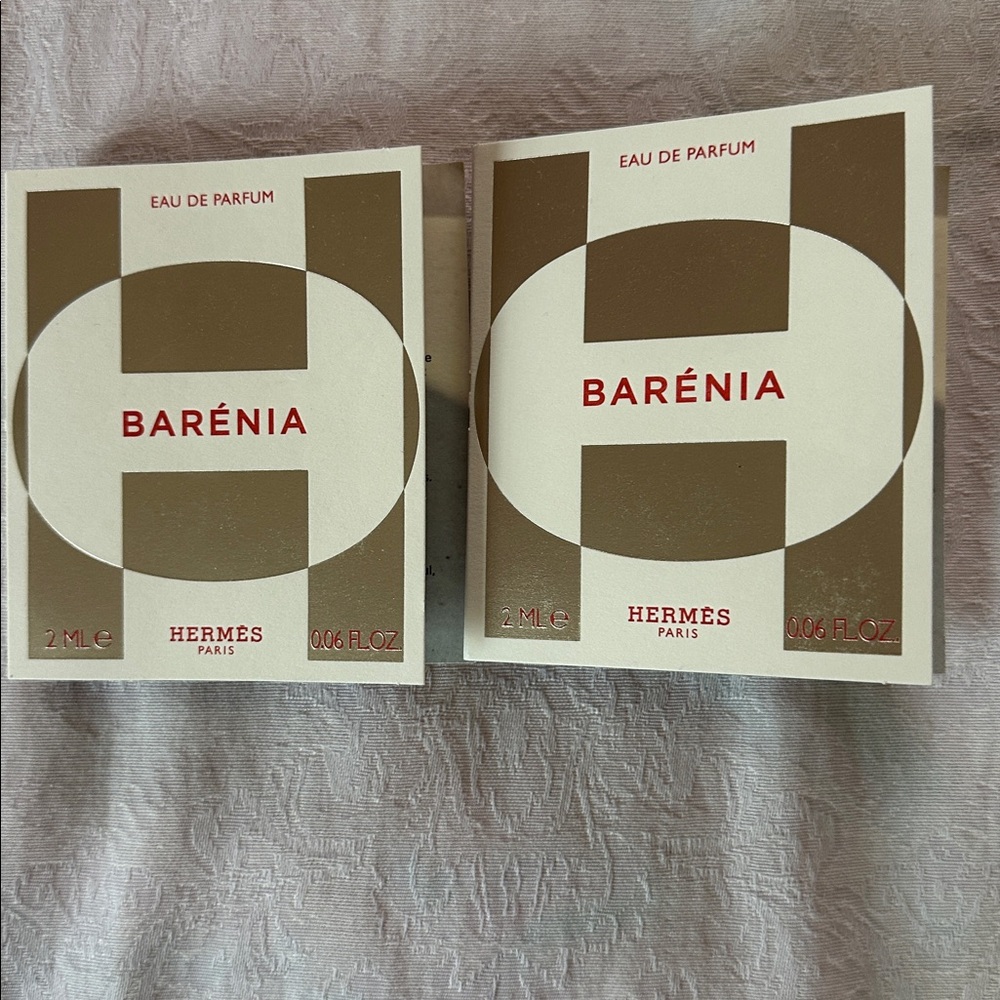 EAU DE PARFUM
BARÉNIA
2 ML ℮
HERMÈS
PARIS
0.06 FL.OZ.
EAU DE PARFUM
BARÉNIA
2 ML ℮
HERMÈS
PARIS
0.06 FL.OZ.